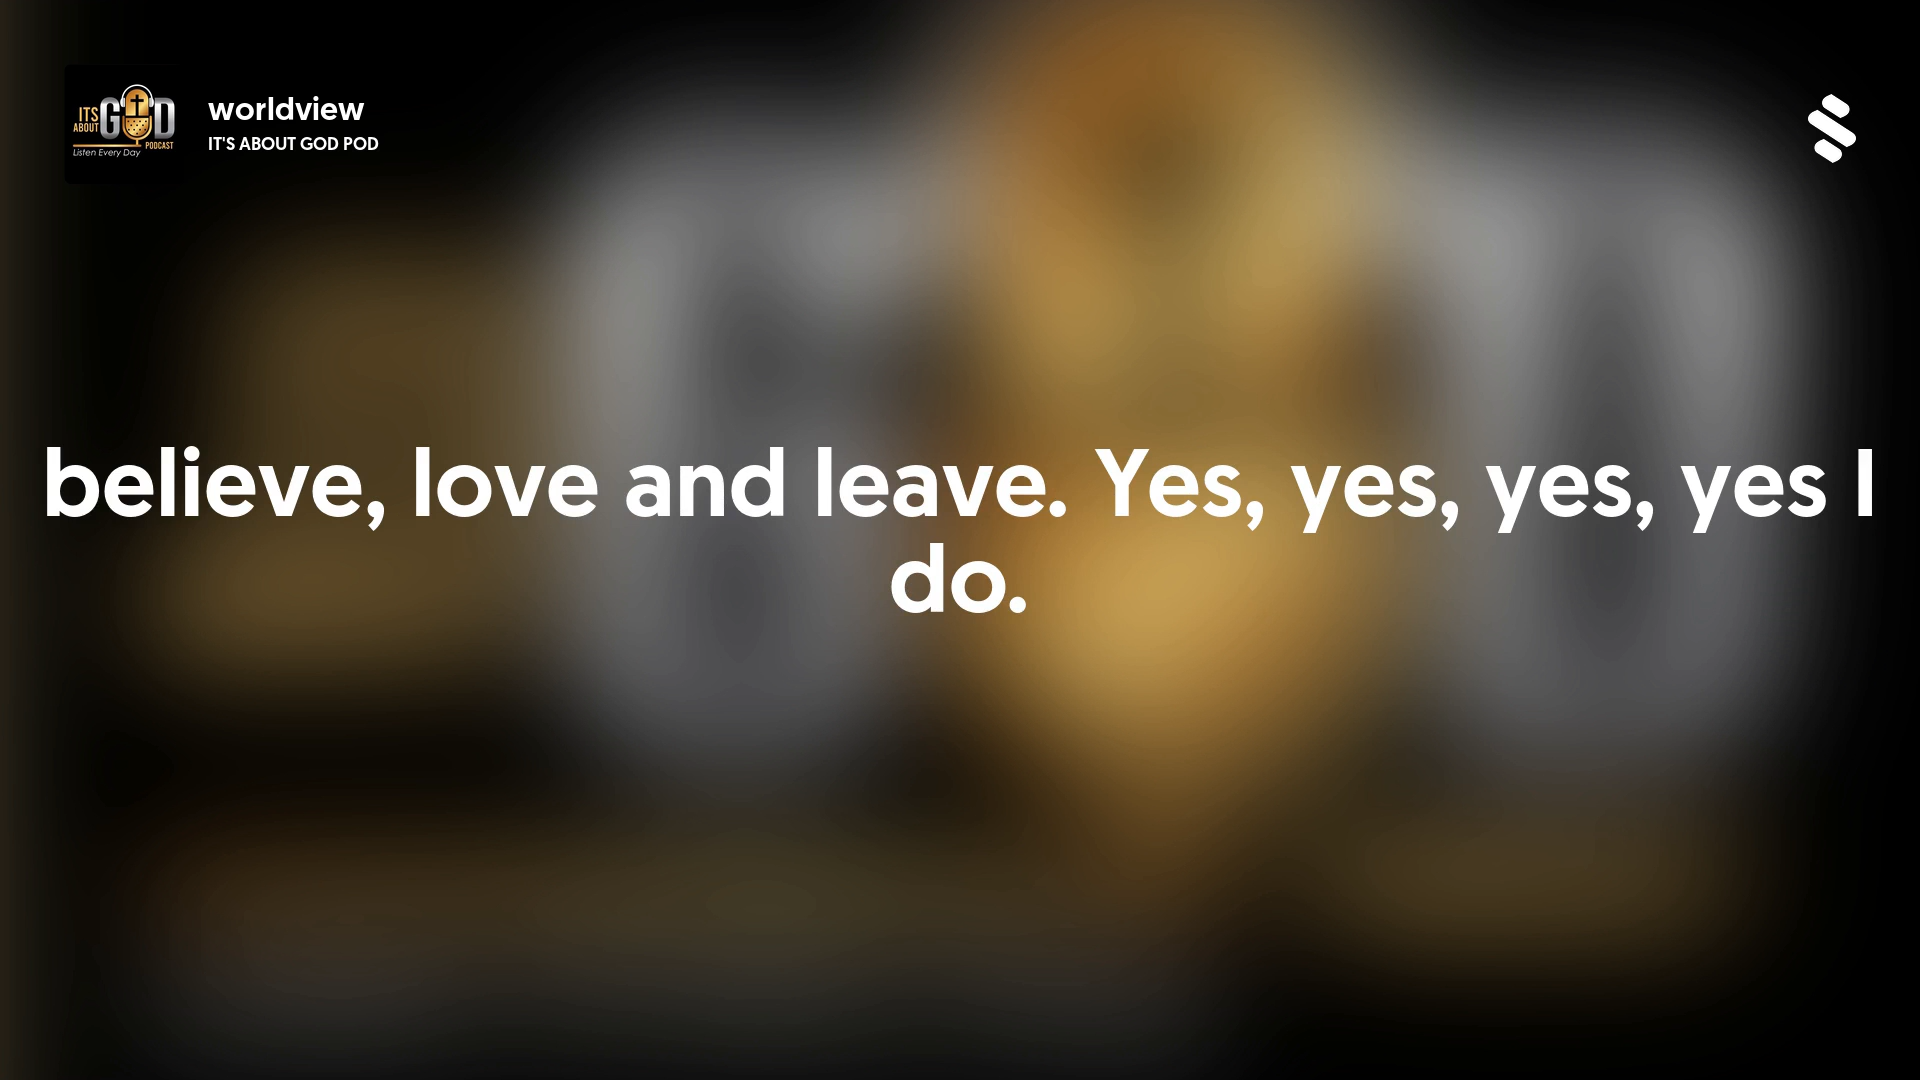 ITS
ABOUT
GOD
PODCAST
Listen Every Day
worldview
IT'S ABOUT GOD POD
believe, love and leave. Yes, yes, yes, yes I
do.